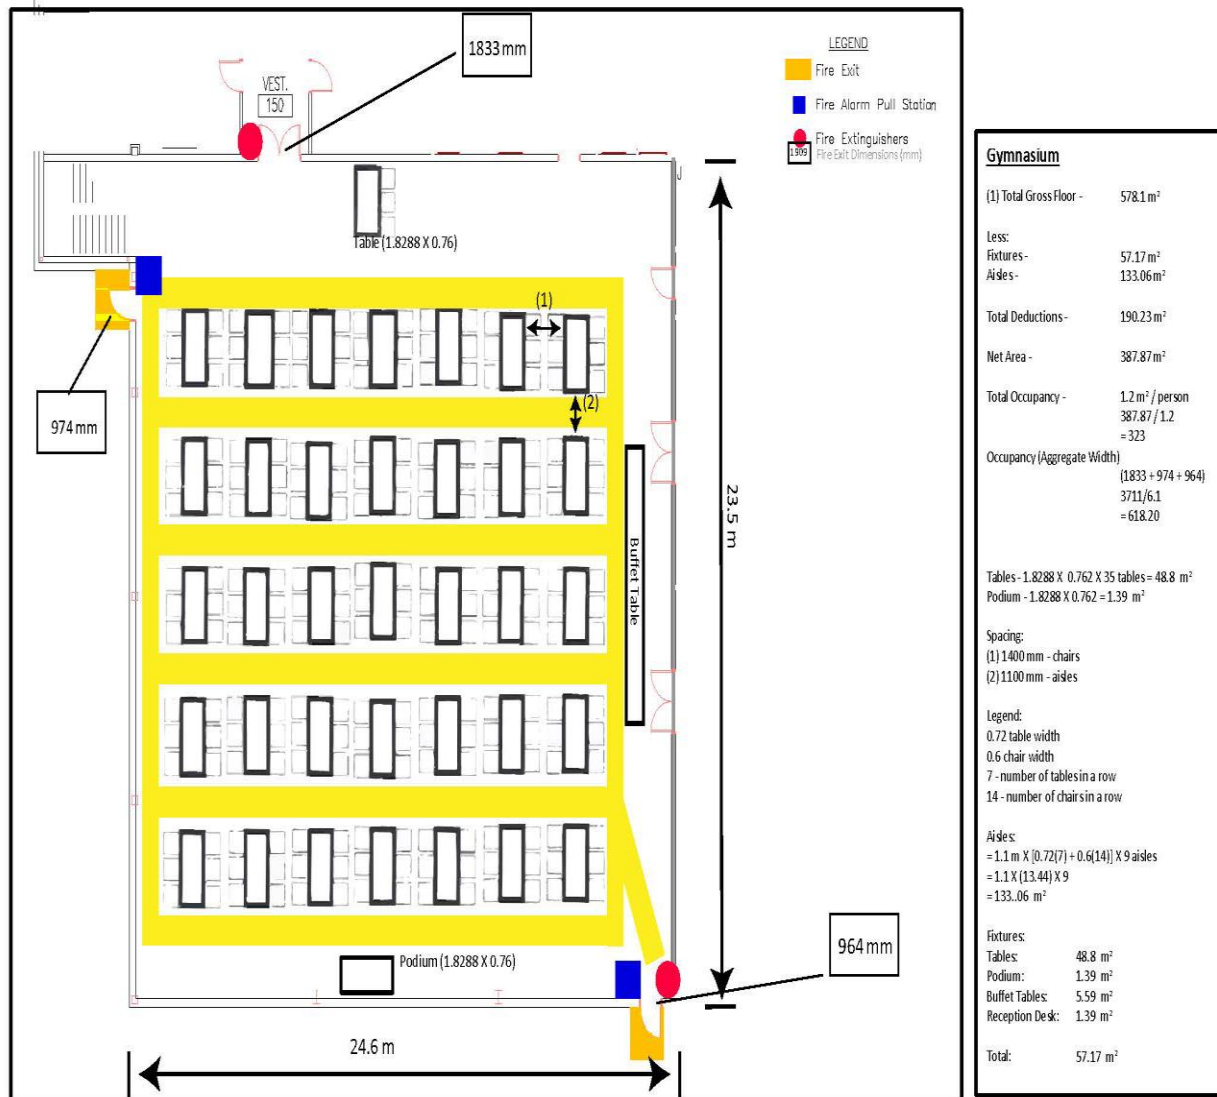 1833 mm
LEGEND
Fire Exit
Fire Alarm Pull Station
Fire Extinguishers
1909 Fire Exit Dimensions (mm)
VEST.
150
Table (1.8288 X 0.76)
(1)
974 mm
(2)
Buffet Table
23.5 m
Podium (1.8288 X 0.76)
964 mm
24.6 m
Gymnasium
(1) Total Gross Floor - 578.1 m²
Less:
Fixtures - 57.17 m²
Aisles - 133.06 m²
Total Deductions - 190.23 m²
Net Area - 387.87 m²
Total Occupancy - 1.2 m² / person
387.87 / 1.2
= 323
Occupancy (Aggregate Width)
(1833 + 974 + 964)
3711/6.1
= 618.20
Tables - 1.8288 X 0.762 X 35 tables = 48.8 m²
Podium - 1.8288 X 0.762 = 1.39 m²
Spacing:
(1) 1400 mm - chairs
(2) 1100 mm - aisles
Legend:
0.72 table width
0.6 chair width
7 - number of tables in a row
14 - number of chairs in a row
Aisles:
= 1.1 m X [0.72(7) + 0.6(14)] X 9 aisles
= 1.1 X (13.44) X 9
= 133..06 m²
Fixtures:
Tables: 48.8 m²
Podium: 1.39 m²
Buffet Tables: 5.59 m²
Reception Desk: 1.39 m²
Total: 57.17 m²